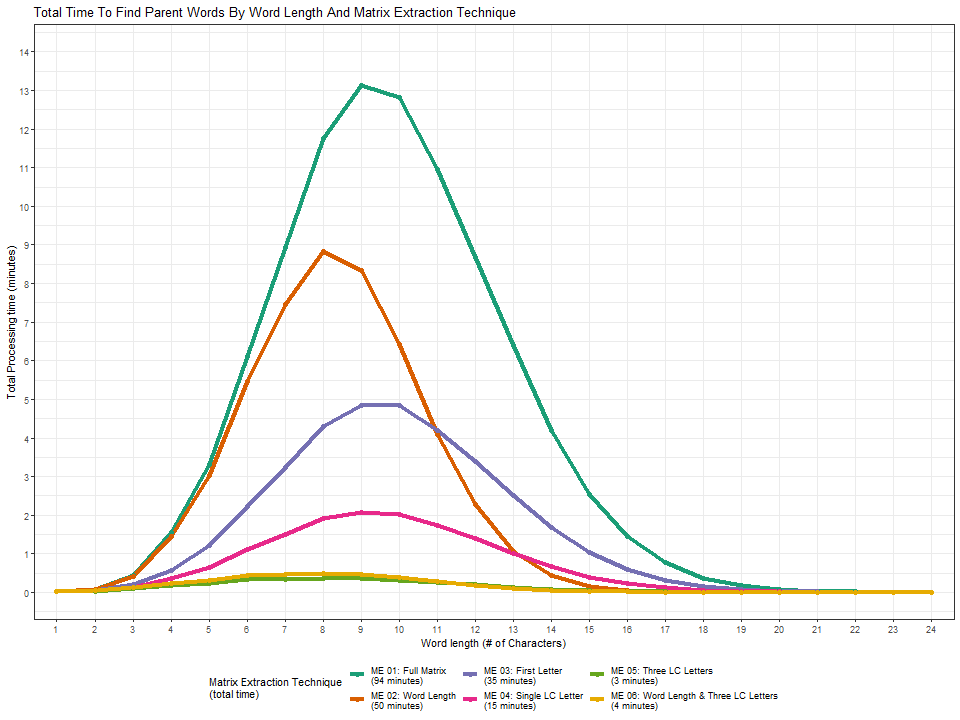 Total Time To Find Parent Words By Word Length And Matrix Extraction Technique
14
13
12
11
10
9
8
7
6
5
4
3
2
1
0
Total Processing time (minutes)
1 2 3 4 5 6 7 8 9 10 11 12 13 14 15 16 17 18 19 20 21 22 23 24
Word length (# of Characters)
Matrix Extraction Technique
(total time)
ME 01: Full Matrix
(94 minutes)
ME 02: Word Length
(50 minutes)
ME 03: First Letter
(35 minutes)
ME 04: Single LC Letter
(15 minutes)
ME 05: Three LC Letters
(3 minutes)
ME 06: Word Length & Three LC Letters
(4 minutes)